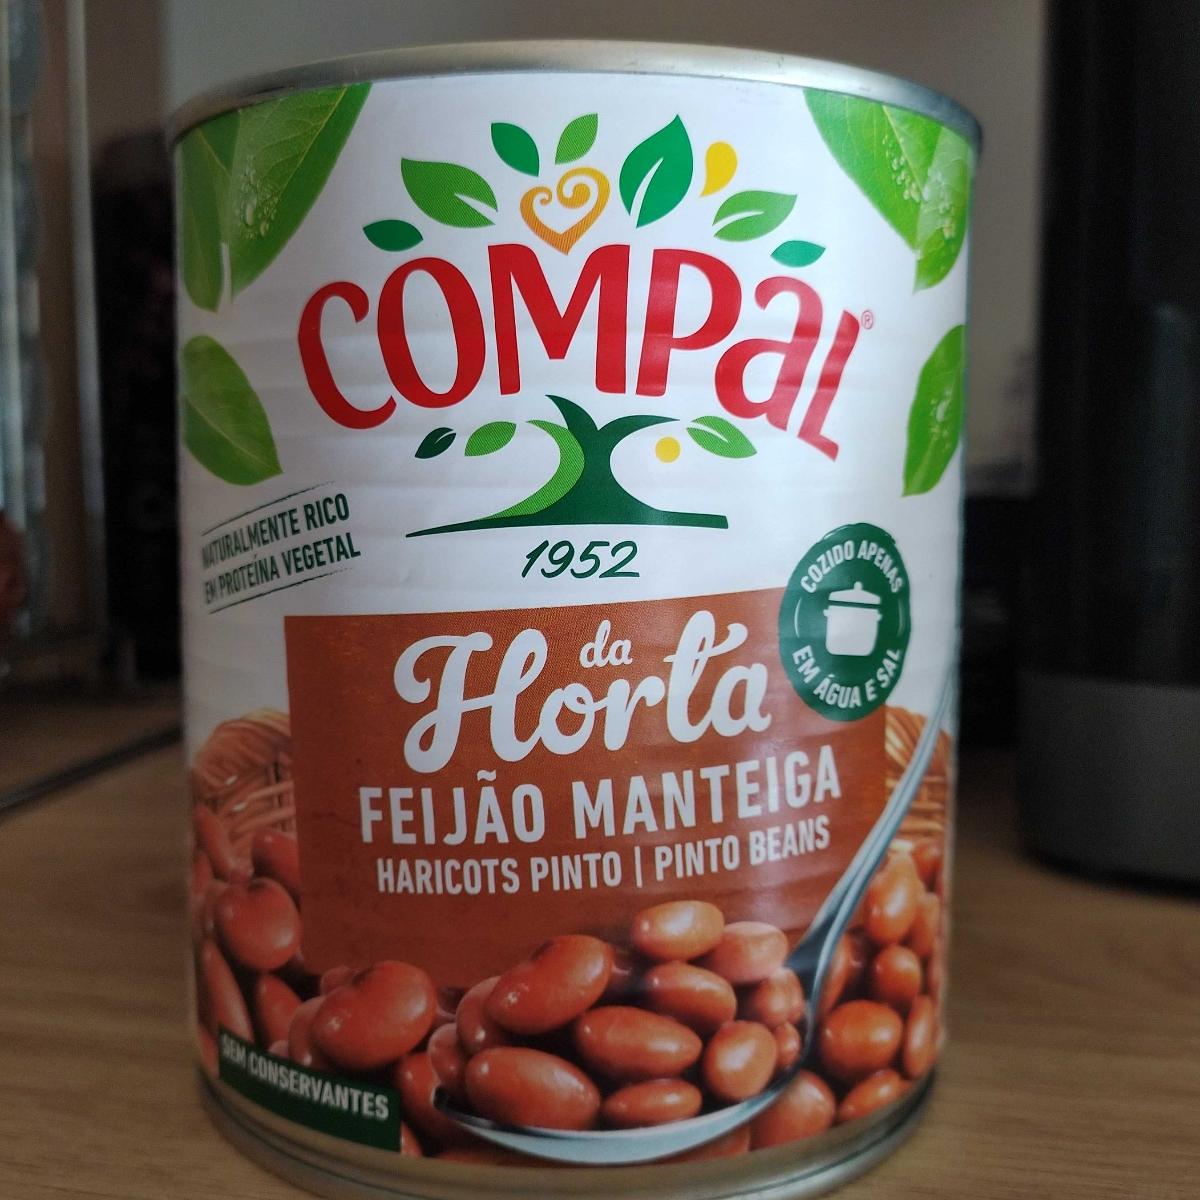 COMPAL®
1952
NATURALMENTE RICO
EM PROTEÍNA VEGETAL
COZIDO APENAS
EM ÁGUA E SAL
da
Horta
FEIJÃO MANTEIGA
HARICOTS PINTO | PINTO BEANS
SEM CONSERVANTES